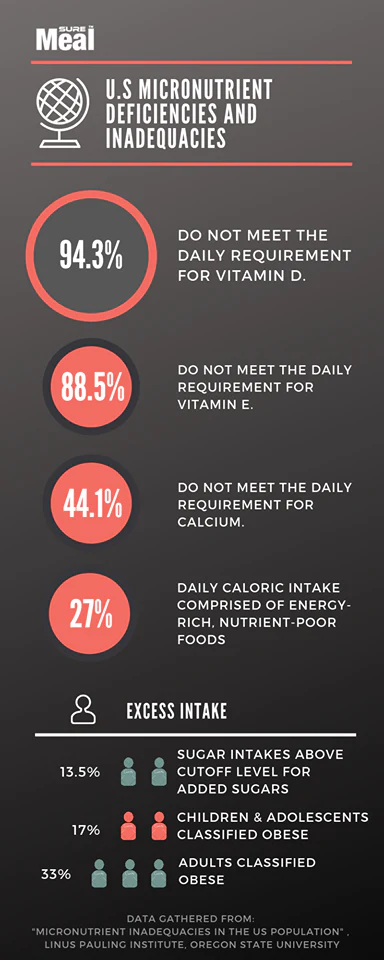 SURE™
Meal
U.S MICRONUTRIENT
DEFICIENCIES AND
INADEQUACIES
94.3%
DO NOT MEET THE
DAILY REQUIREMENT
FOR VITAMIN D.
88.5%
DO NOT MEET THE DAILY
REQUIREMENT FOR
VITAMIN E.
44.1%
DO NOT MEET THE DAILY
REQUIREMENT FOR
CALCIUM.
27%
DAILY CALORIC INTAKE
COMPRISED OF ENERGY-
RICH, NUTRIENT-POOR
FOODS
EXCESS INTAKE
13.5%
SUGAR INTAKES ABOVE
CUTOFF LEVEL FOR
ADDED SUGARS
17%
CHILDREN & ADOLESCENTS
CLASSIFIED OBESE
33%
ADULTS CLASSIFIED
OBESE
DATA GATHERED FROM:
"MICRONUTRIENT INADEQUACIES IN THE US POPULATION" ,
LINUS PAULING INSTITUTE, OREGON STATE UNIVERSITY